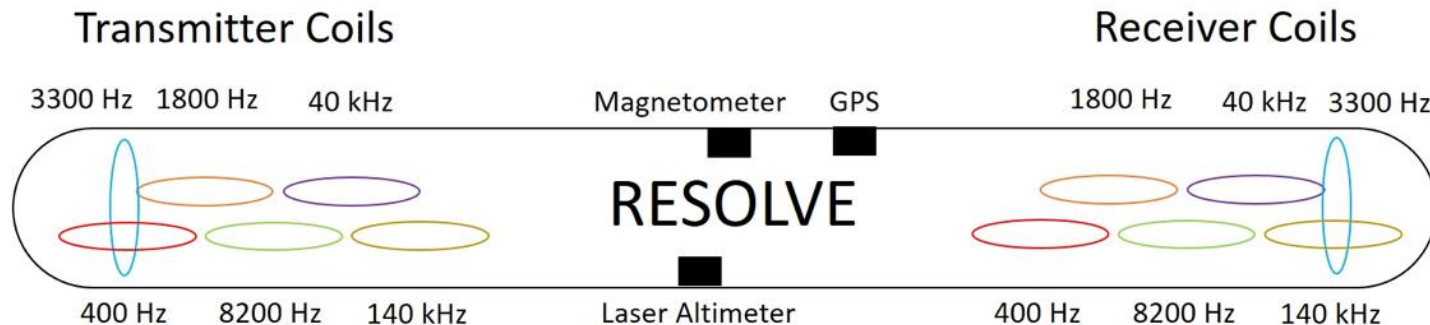 Transmitter Coils
Receiver Coils
3300 Hz 1800 Hz 40 kHz Magnetometer GPS 1800 Hz 40 kHz 3300 Hz
RESOLVE
400 Hz 8200 Hz 140 kHz Laser Altimeter 400 Hz 8200 Hz 140 kHz